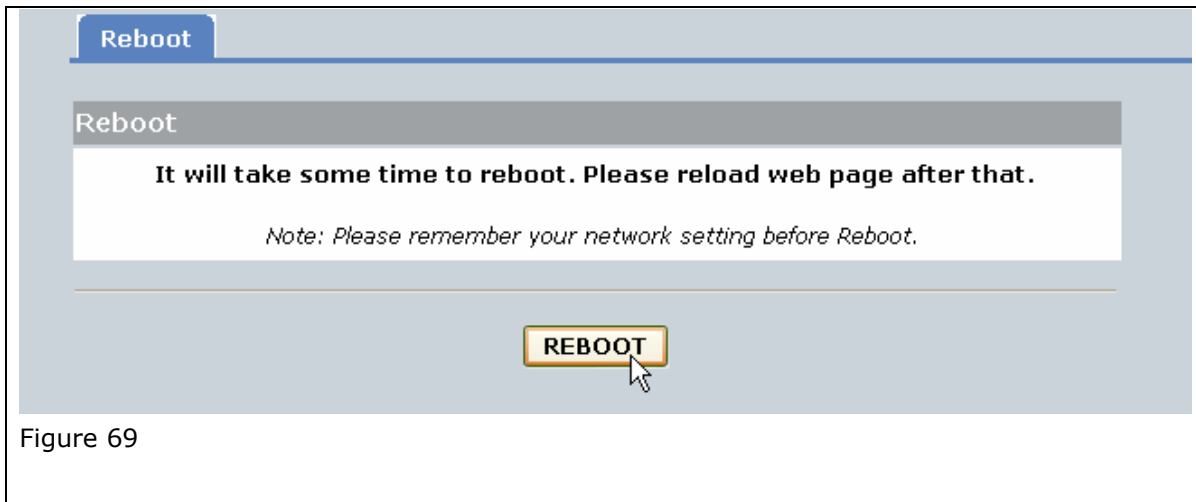 Reboot
Reboot
It will take some time to reboot. Please reload web page after that.
Note: Please remember your network setting before Reboot.
REBOOT
Figure 69